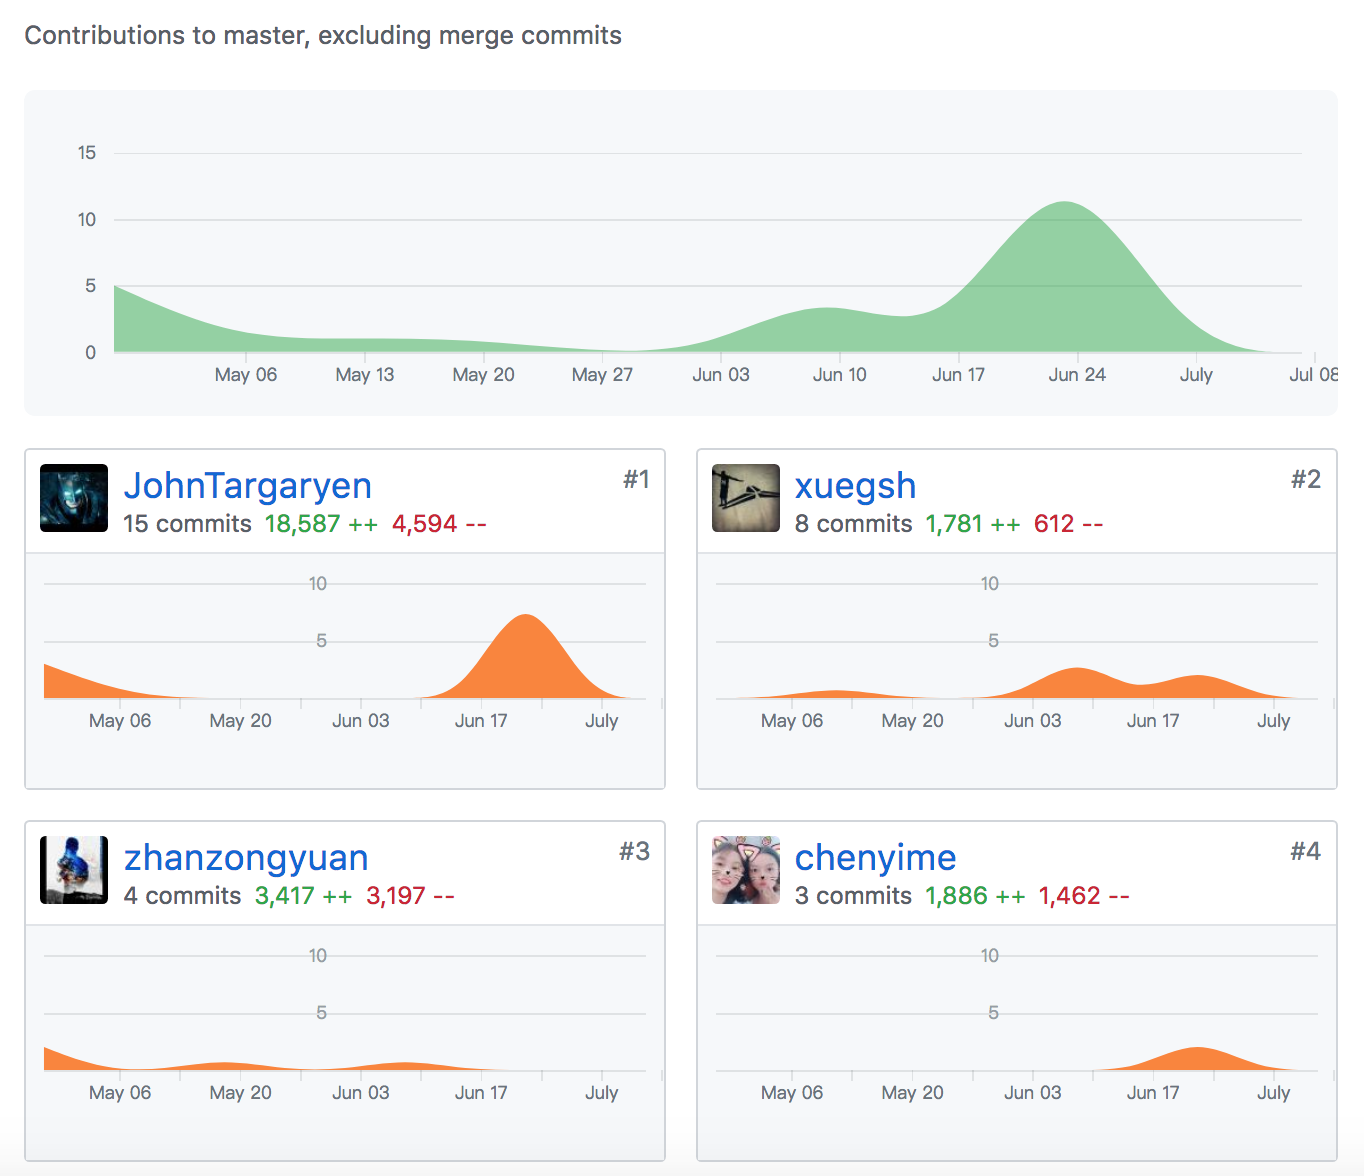 Contributions to master, excluding merge commits
15
10
5
0
May 06 May 13 May 20 May 27 Jun 03 Jun 10 Jun 17 Jun 24 July Jul 08
JohnTargaryen #1
15 commits 18,587 ++ 4,594 --
10
5
May 06 May 20 Jun 03 Jun 17 July
xuegsh #2
8 commits 1,781 ++ 612 --
10
5
May 06 May 20 Jun 03 Jun 17 July
zhanzongyuan #3
4 commits 3,417 ++ 3,197 --
10
5
May 06 May 20 Jun 03 Jun 17 July
chenyime #4
3 commits 1,886 ++ 1,462 --
10
5
May 06 May 20 Jun 03 Jun 17 July